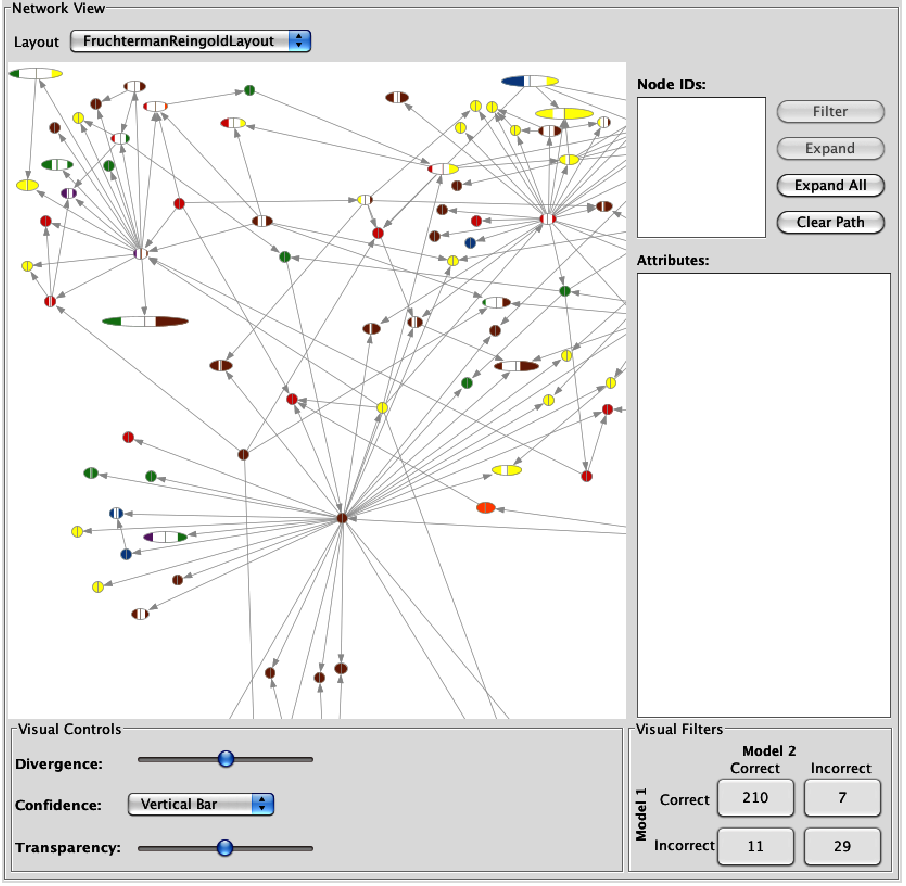 Network View
Layout FruchtermanReingoldLayout
Node IDs:
Filter
Expand
Expand All
Clear Path
Attributes:
Visual Controls
Divergence:
Confidence: Vertical Bar
Transparency:
Visual Filters
Model 2
Correct Incorrect
Model 1
Correct 210 7
Incorrect 11 29